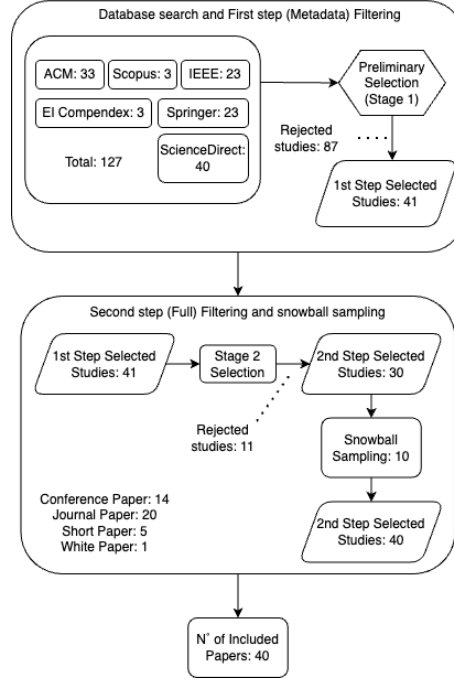 Database search and First step (Metadata) Filtering
ACM: 33
Scopus: 3
IEEE: 23
EI Compendex: 3
Springer: 23
Total: 127
ScienceDirect:
40
Preliminary
Selection
(Stage 1)
Rejected
studies: 87
1st Step Selected
Studies: 41
Second step (Full) Filtering and snowball sampling
1st Step Selected
Studies: 41
Stage 2
Selection
2nd Step Selected
Studies: 30
Rejected
studies: 11
Snowball
Sampling: 10
Conference Paper: 14
Journal Paper: 20
Short Paper: 5
White Paper: 1
2nd Step Selected
Studies: 40
N° of Included
Papers: 40